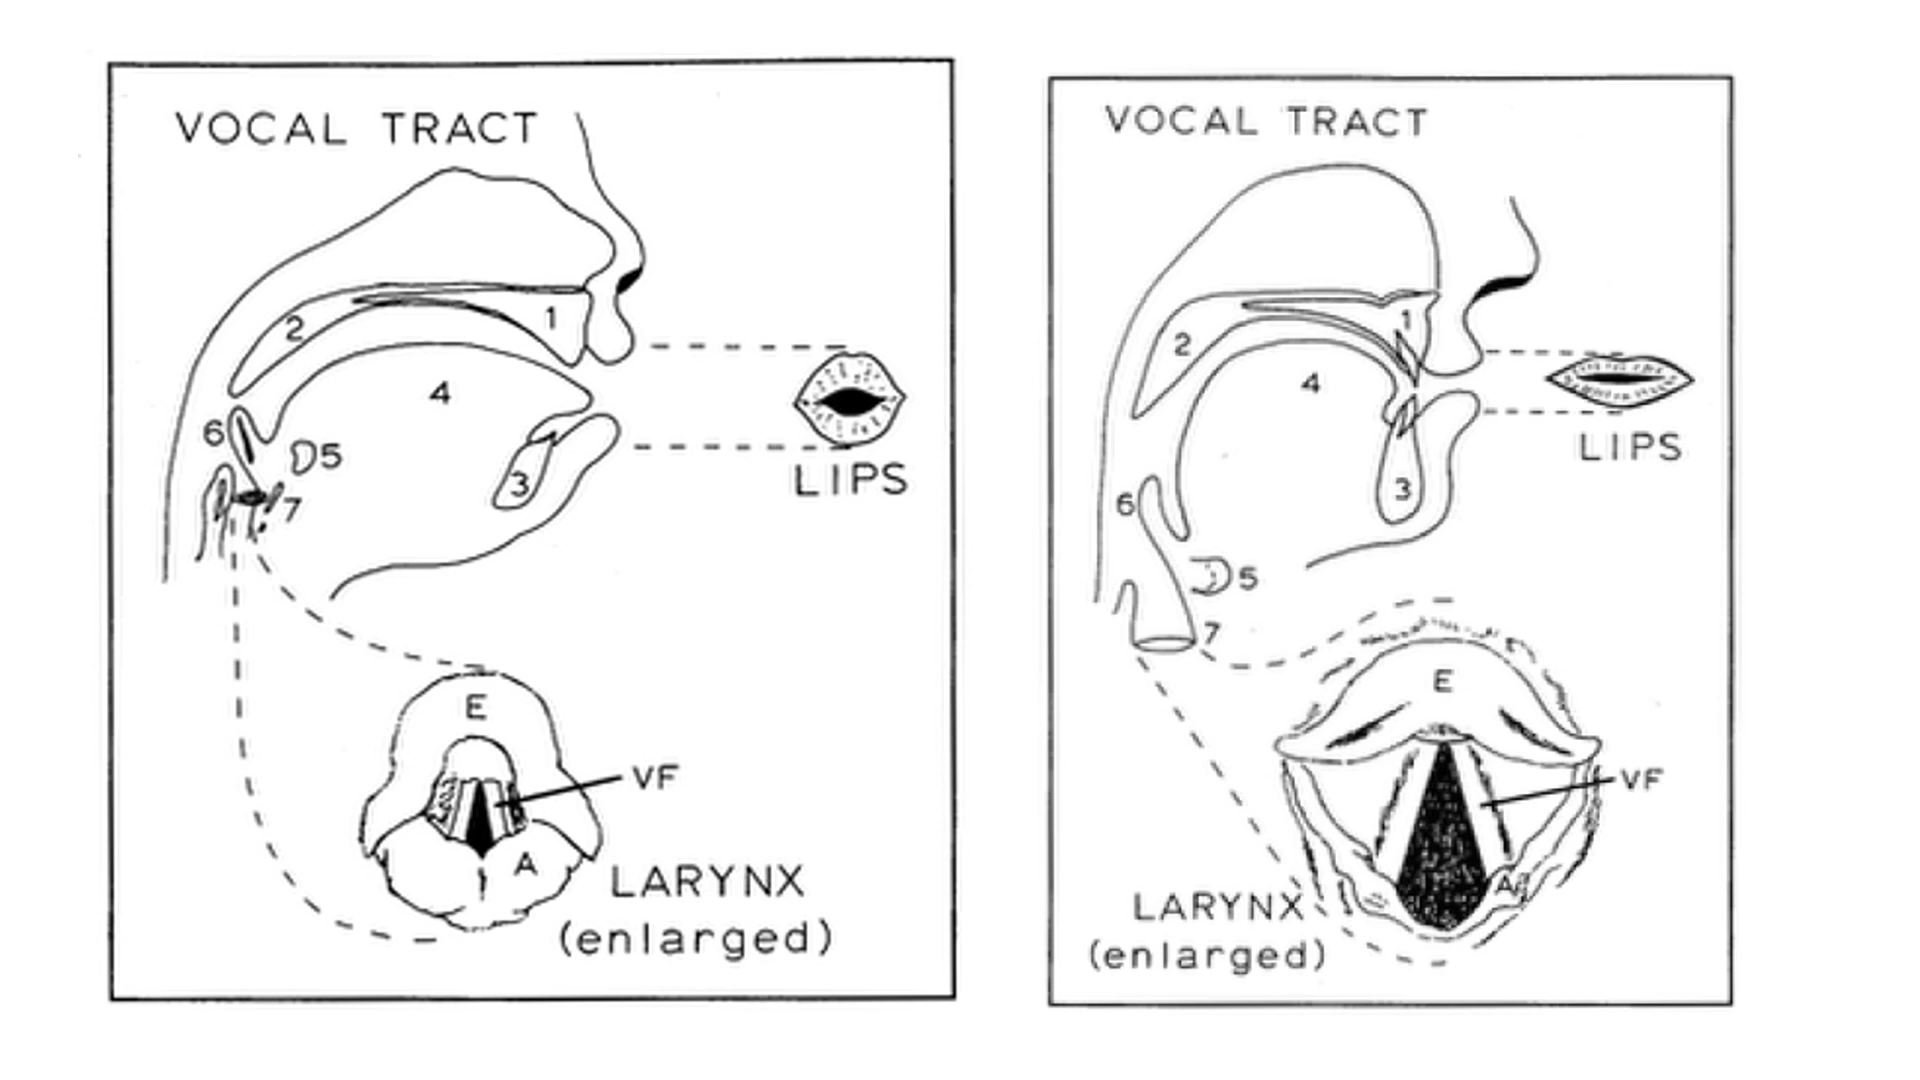 VOCAL TRACT
1
2
4
6
5
3
7
LIPS
E
VF
A
LARYNX
(enlarged)
VOCAL TRACT
1
2
4
LIPS
3
6
5
7
E
VF
A
LARYNX
(enlarged)